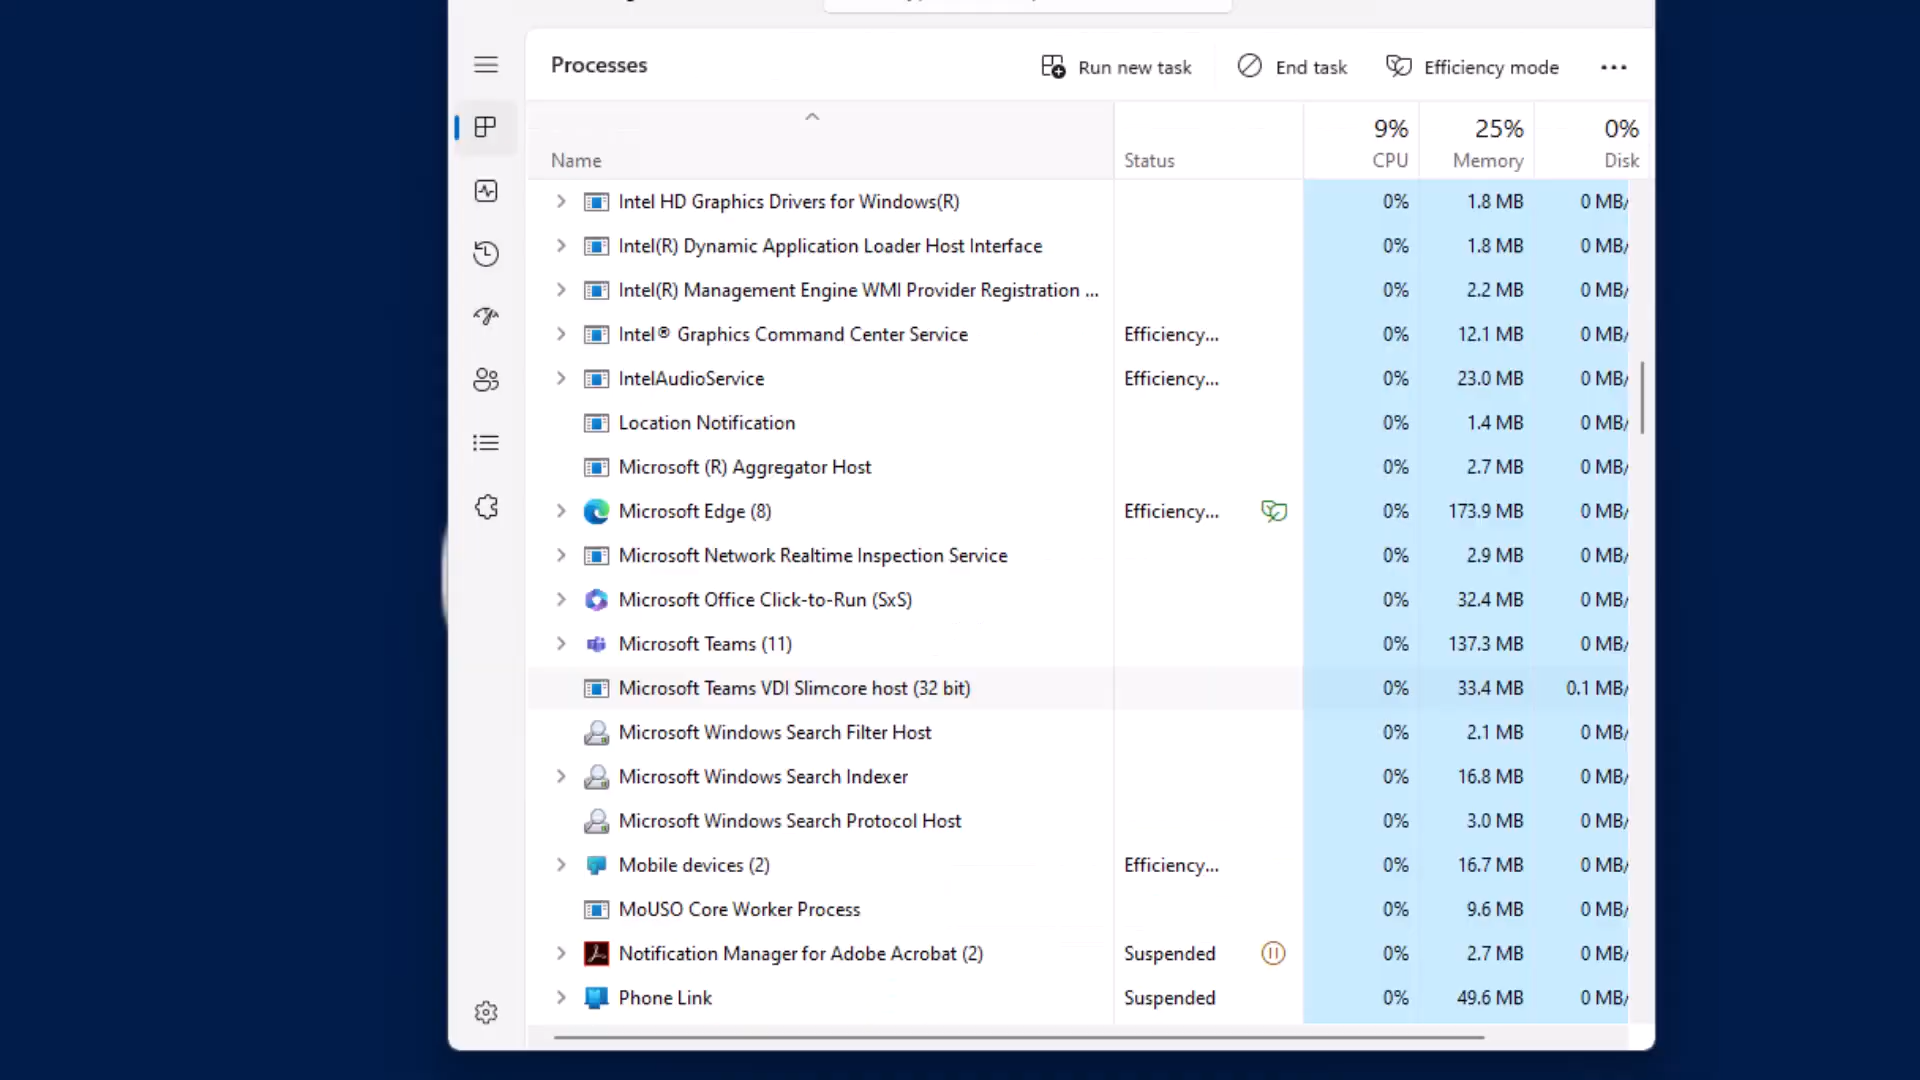 Processes
Run new task
End task
Efficiency mode
9% 25% 0%
Name Status CPU Memory Disk
Intel HD Graphics Drivers for Windows(R) 0% 1.8 MB 0 MB/
Intel(R) Dynamic Application Loader Host Interface 0% 1.8 MB 0 MB/
Intel(R) Management Engine WMI Provider Registration ... 0% 2.2 MB 0 MB/
Intel® Graphics Command Center Service Efficiency... 0% 12.1 MB 0 MB/
IntelAudioService Efficiency... 0% 23.0 MB 0 MB/
Location Notification 0% 1.4 MB 0 MB/
Microsoft (R) Aggregator Host 0% 2.7 MB 0 MB/
Microsoft Edge (8) Efficiency... 0% 173.9 MB 0 MB/
Microsoft Network Realtime Inspection Service 0% 2.9 MB 0 MB/
Microsoft Office Click-to-Run (SxS) 0% 32.4 MB 0 MB/
Microsoft Teams (11) 0% 137.3 MB 0 MB/
Microsoft Teams VDI Slimcore host (32 bit) 0% 33.4 MB 0.1 MB/
Microsoft Windows Search Filter Host 0% 2.1 MB 0 MB/
Microsoft Windows Search Indexer 0% 16.8 MB 0 MB/
Microsoft Windows Search Protocol Host 0% 3.0 MB 0 MB/
Mobile devices (2) Efficiency... 0% 16.7 MB 0 MB/
MoUSO Core Worker Process 0% 9.6 MB 0 MB/
Notification Manager for Adobe Acrobat (2) Suspended 0% 2.7 MB 0 MB/
Phone Link Suspended 0% 49.6 MB 0 MB/